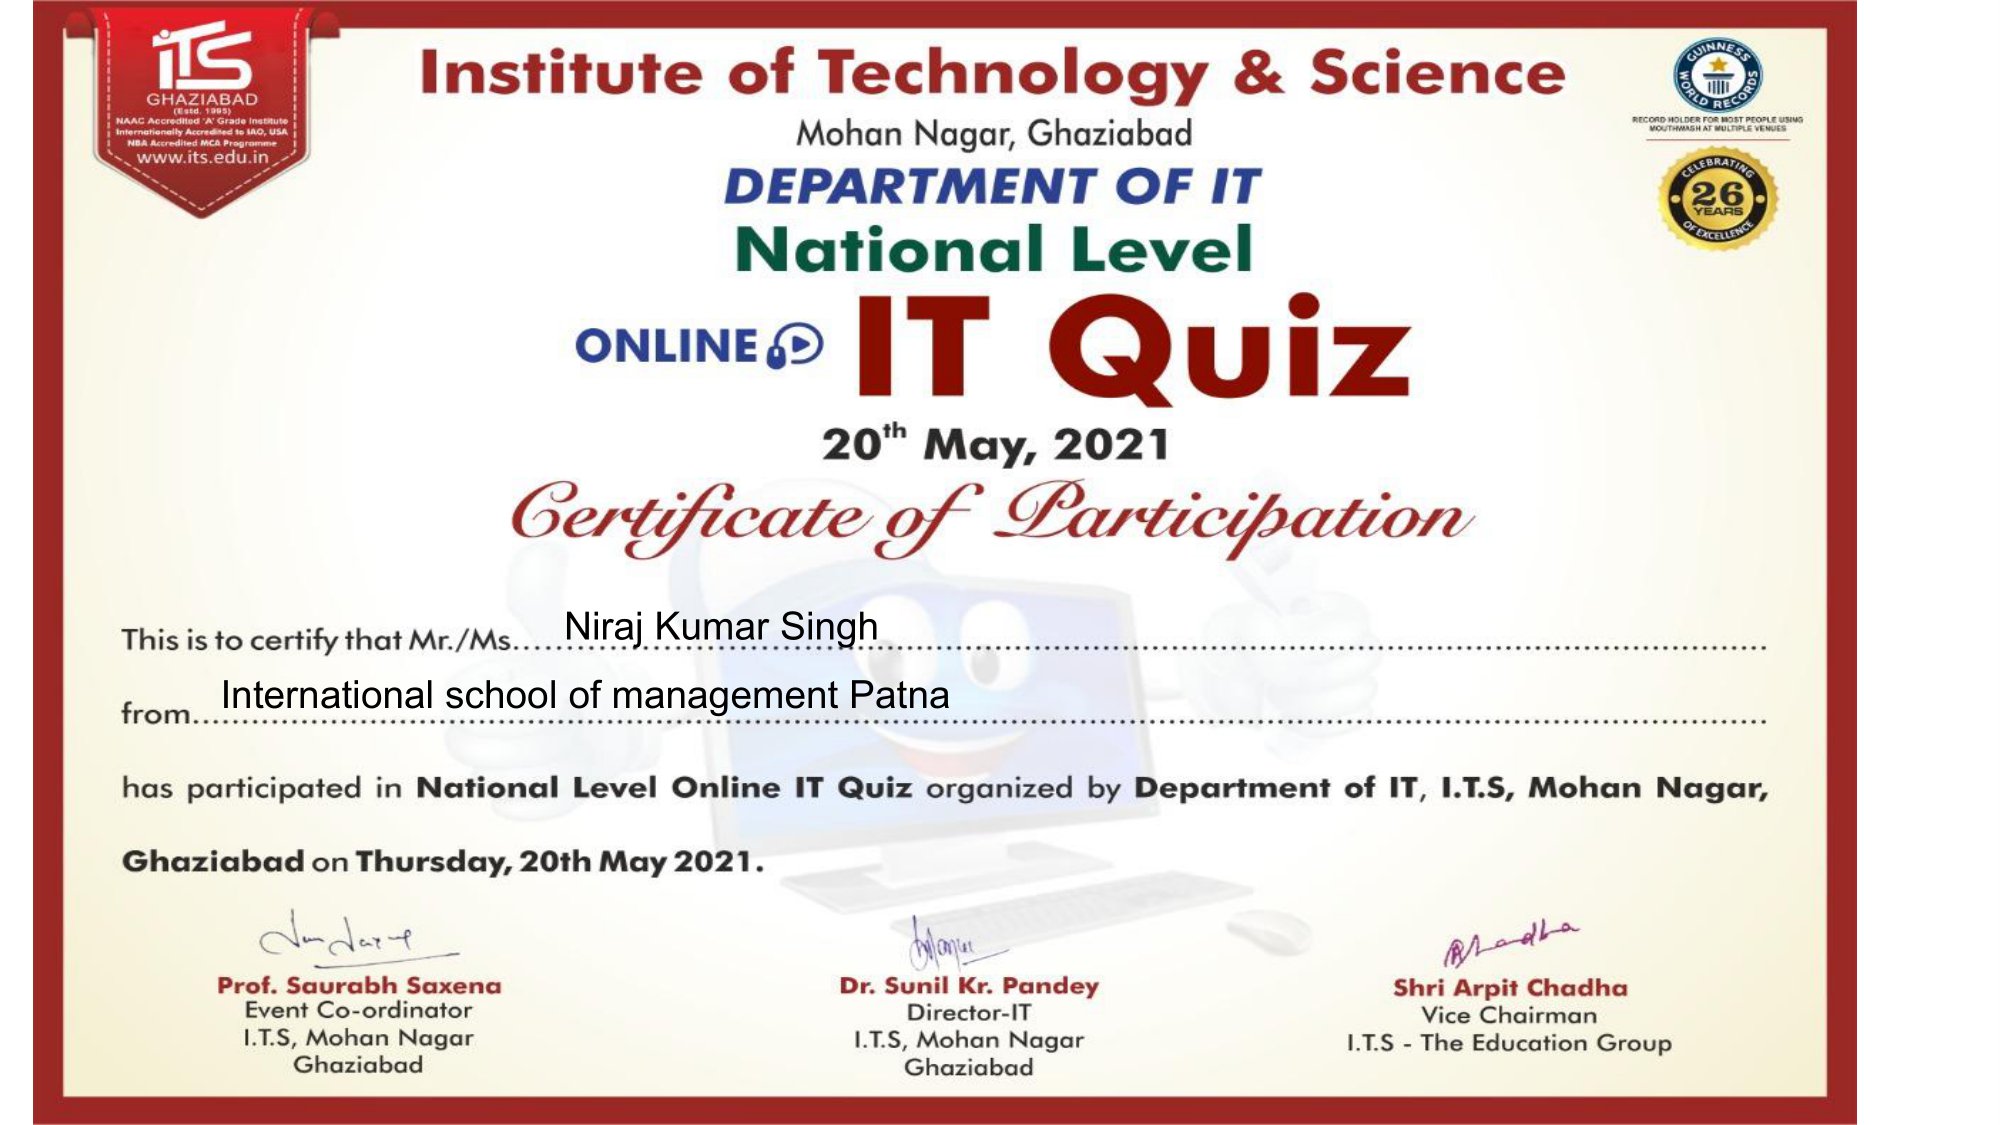 iTS
GHAZIABAD
(Estd. 1995)
NAAC Accredited 'A' Grade Institute
Internationally Accredited to IAO, USA
NBA Accredited MCA Programme
www.its.edu.in
Institute of Technology & Science
Mohan Nagar, Ghaziabad
DEPARTMENT OF IT
National Level
ONLINE IT Quiz
20th May, 2021
Certificate of Participation
GUINNESS
WORLD RECORDS
RECORD HOLDER FOR MOST PEOPLE USING
MOUTHWASH AT MULTIPLE VENUES
CELEBRATING
26
YEARS
OF EXCELLENCE
This is to certify that Mr./Ms. Niraj Kumar Singh
from International school of management Patna
has participated in National Level Online IT Quiz organized by Department of IT, I.T.S, Mohan Nagar,
Ghaziabad on Thursday, 20th May 2021.
Prof. Saurabh Saxena
Event Co-ordinator
I.T.S, Mohan Nagar
Ghaziabad
Dr. Sunil Kr. Pandey
Director-IT
I.T.S, Mohan Nagar
Ghaziabad
Shri Arpit Chadha
Vice Chairman
I.T.S - The Education Group